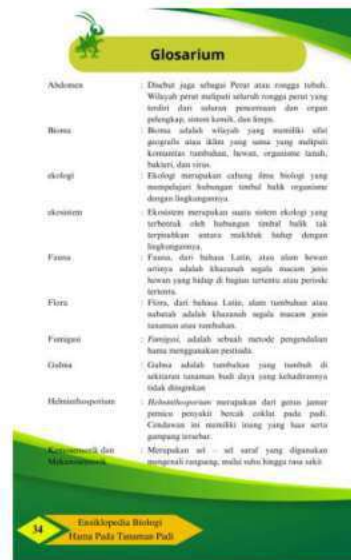 Glosarium
Abdomen : Disebut juga sebagai Perut atau rongga tubuh.
Wilayah perut meliputi seluruh rongga perut yang
terdiri dari saluran pencernaan dan organ
pelengkap, sistem kemih, dan limpa.
Bioma : Bioma adalah wilayah yang memiliki sifat
geografis atau iklim yang sama yang meliputi
komunitas tumbuhan, hewan, organisme tanah,
bakteri, dan virus.
ekologi : Ekologi merupakan cabang ilmu biologi yang
mempelajari hubungan timbal balik organisme
dengan lingkungannya.
ekosistem : Ekosistem merupakan suatu sistem ekologi yang
terbentuk oleh hubungan timbal balik tak
terpisahkan antara makhluk hidup dengan
lingkungannya.
Fauna : Fauna, dari bahasa Latin, atau alam hewan
artinya adalah khazanah segala macam jenis
hewan yang hidup di bagian tertentu atau periode
tertentu.
Flora : Flora, dari bahasa Latin, alam tumbuhan atau
nabatah adalah khazanah segala macam jenis
tanaman atau tumbuhan.
Fumigasi : Fumigasi, adalah sebuah metode pengendalian
hama menggunakan pestisida.
Gulma : Gulma adalah tumbuhan yang tumbuh di
sekitaran tanaman budi daya yang kehadirannya
tidak diinginkan
Helminthosporium : Helminthosporium merupakan dari genus jamur
pemicu penyakit bercak coklat pada padi.
Cendawan ini memiliki inang yang luas serta
gampang tersebar.
Kemosensorik dan : Merupakan sel – sel saraf yang digunakan
Mekanosensorik mengenali rangsang, mulai suhu hingga rasa sakit
34
Ensiklopedia Biologi
Hama Pada Tanaman Padi